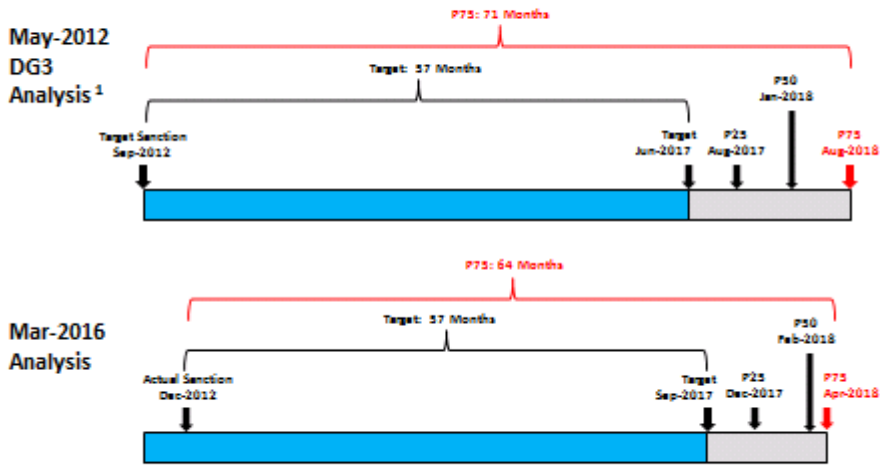 May-2012
DG3
Analysis ¹
P75: 71 Months
Target: 57 Months
P50
Jan-2018
Target Sanction
Sep-2012
Target
Jun-2017
P25
Aug-2017
P75
Aug-2018
Mar-2016
Analysis
P75: 64 Months
Target: 57 Months
P50
Feb-2018
Actual Sanction
Dec-2012
Target
Sep-2017
P25
Dec-2017
P75
Apr-2018